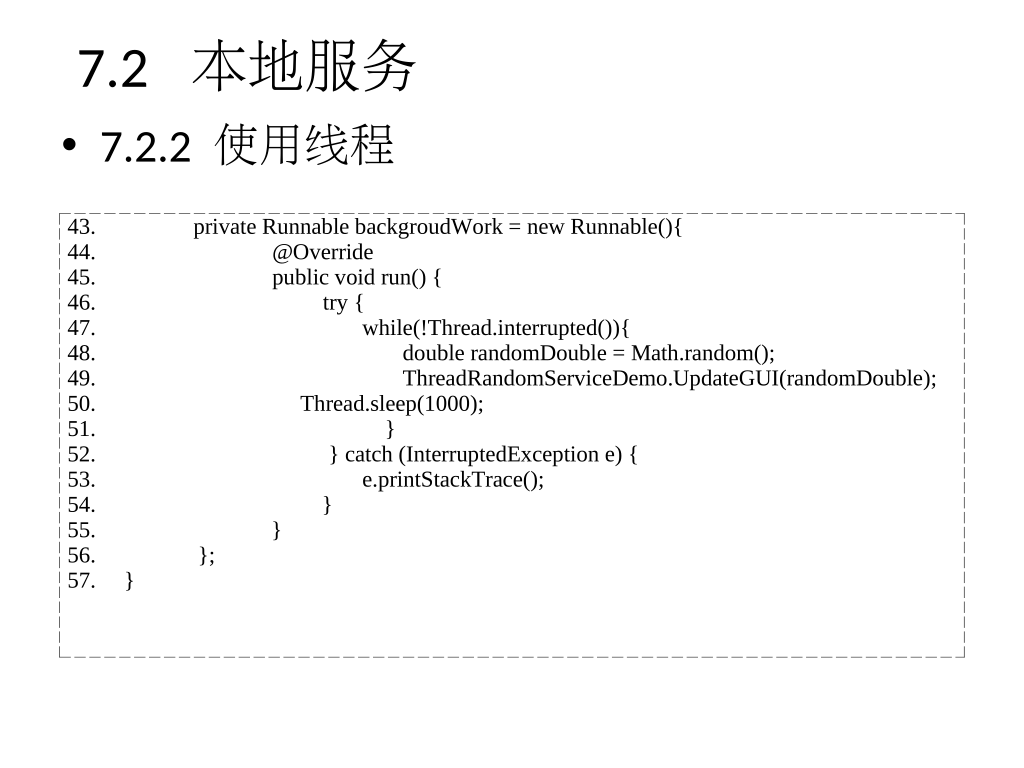 7.2 本地服务
• 7.2.2 使用线程
43. private Runnable backgroudWork = new Runnable(){
44. @Override
45. public void run() {
46. try {
47. while(!Thread.interrupted()){
48. double randomDouble = Math.random();
49. ThreadRandomServiceDemo.UpdateGUI(randomDouble);
50. Thread.sleep(1000);
51. }
52. } catch (InterruptedException e) {
53. e.printStackTrace();
54. }
55. }
56. };
57. }